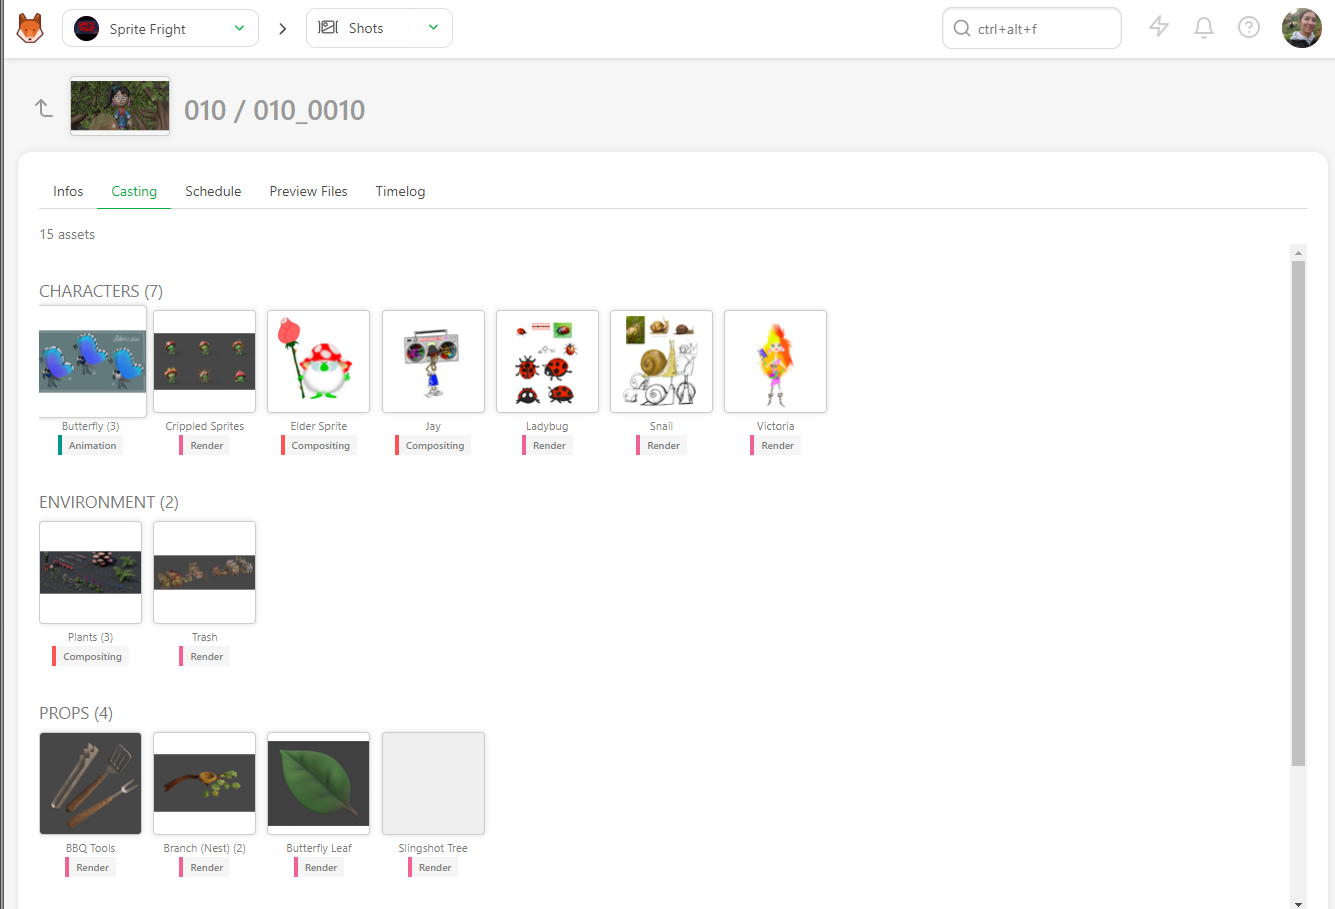 Sprite Fright
Shots
ctrl+alt+f
010 / 010_0010
Infos
Casting
Schedule
Preview Files
Timelog
15 assets
CHARACTERS (7)
Butterfly (3)
Animation
Crippled Sprites
Render
Elder Sprite
Compositing
Jay
Compositing
Ladybug
Render
Snail
Render
Victoria
Render
ENVIRONMENT (2)
Plants (3)
Compositing
Trash
Render
PROPS (4)
BBQ Tools
Render
Branch (Nest) (2)
Render
Butterfly Leaf
Render
Slingshot Tree
Render